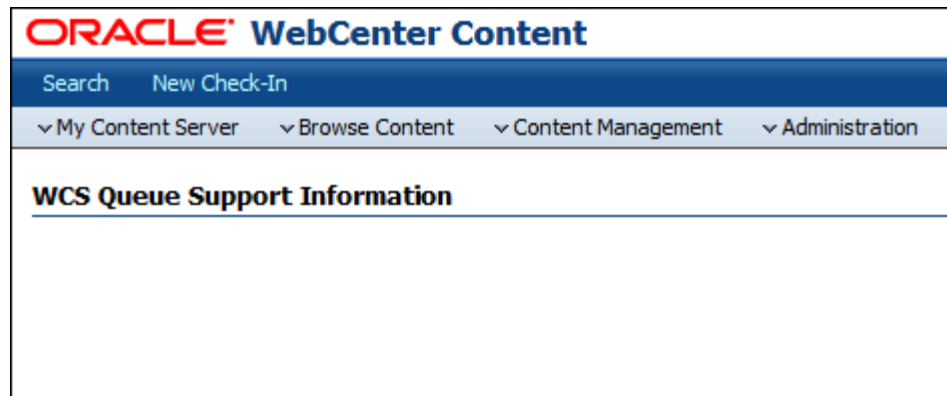 ORACLE WebCenter Content
Search New Check-In
My Content Server Browse Content Content Management Administration
WCS Queue Support Information